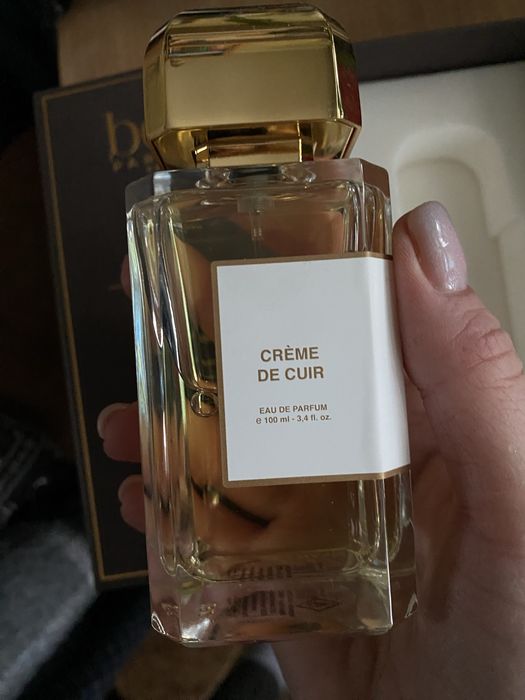 CRÈME
DE CUIR
EAU DE PARFUM
e 100 ml - 3,4 fl. oz.